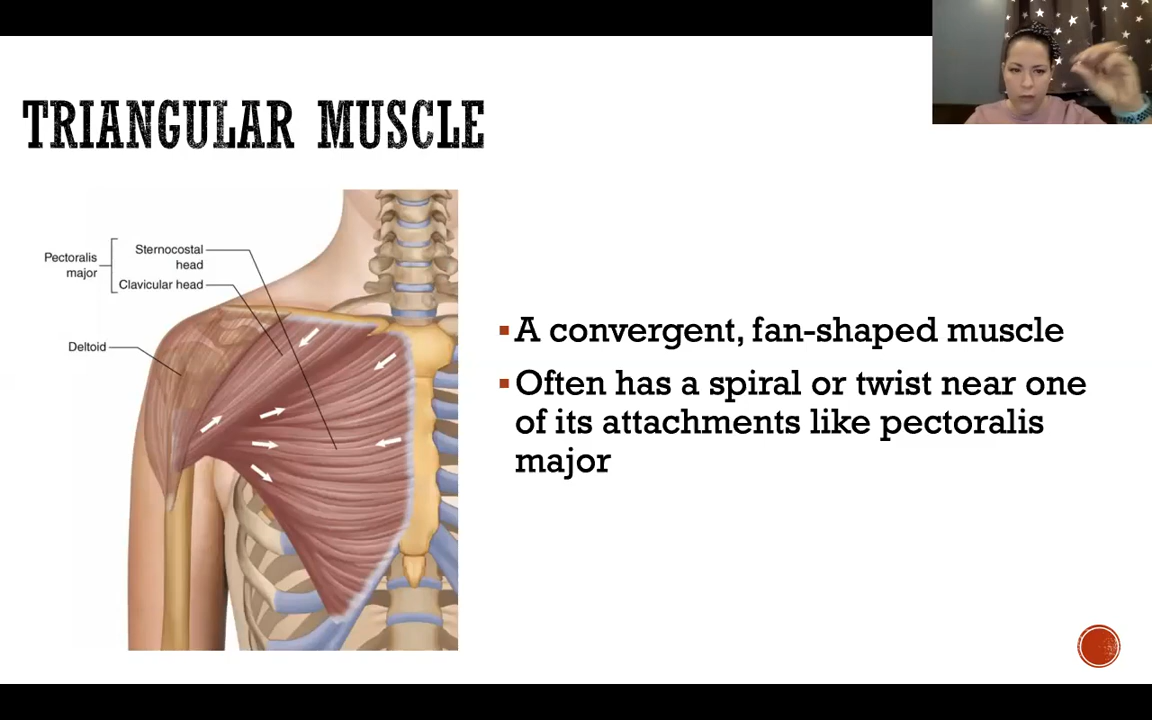 TRIANGULAR MUSCLE
Pectoralis
major
Sternocostal
head
Clavicular head
Deltoid
A convergent, fan-shaped muscle
Often has a spiral or twist near one
of its attachments like pectoralis
major